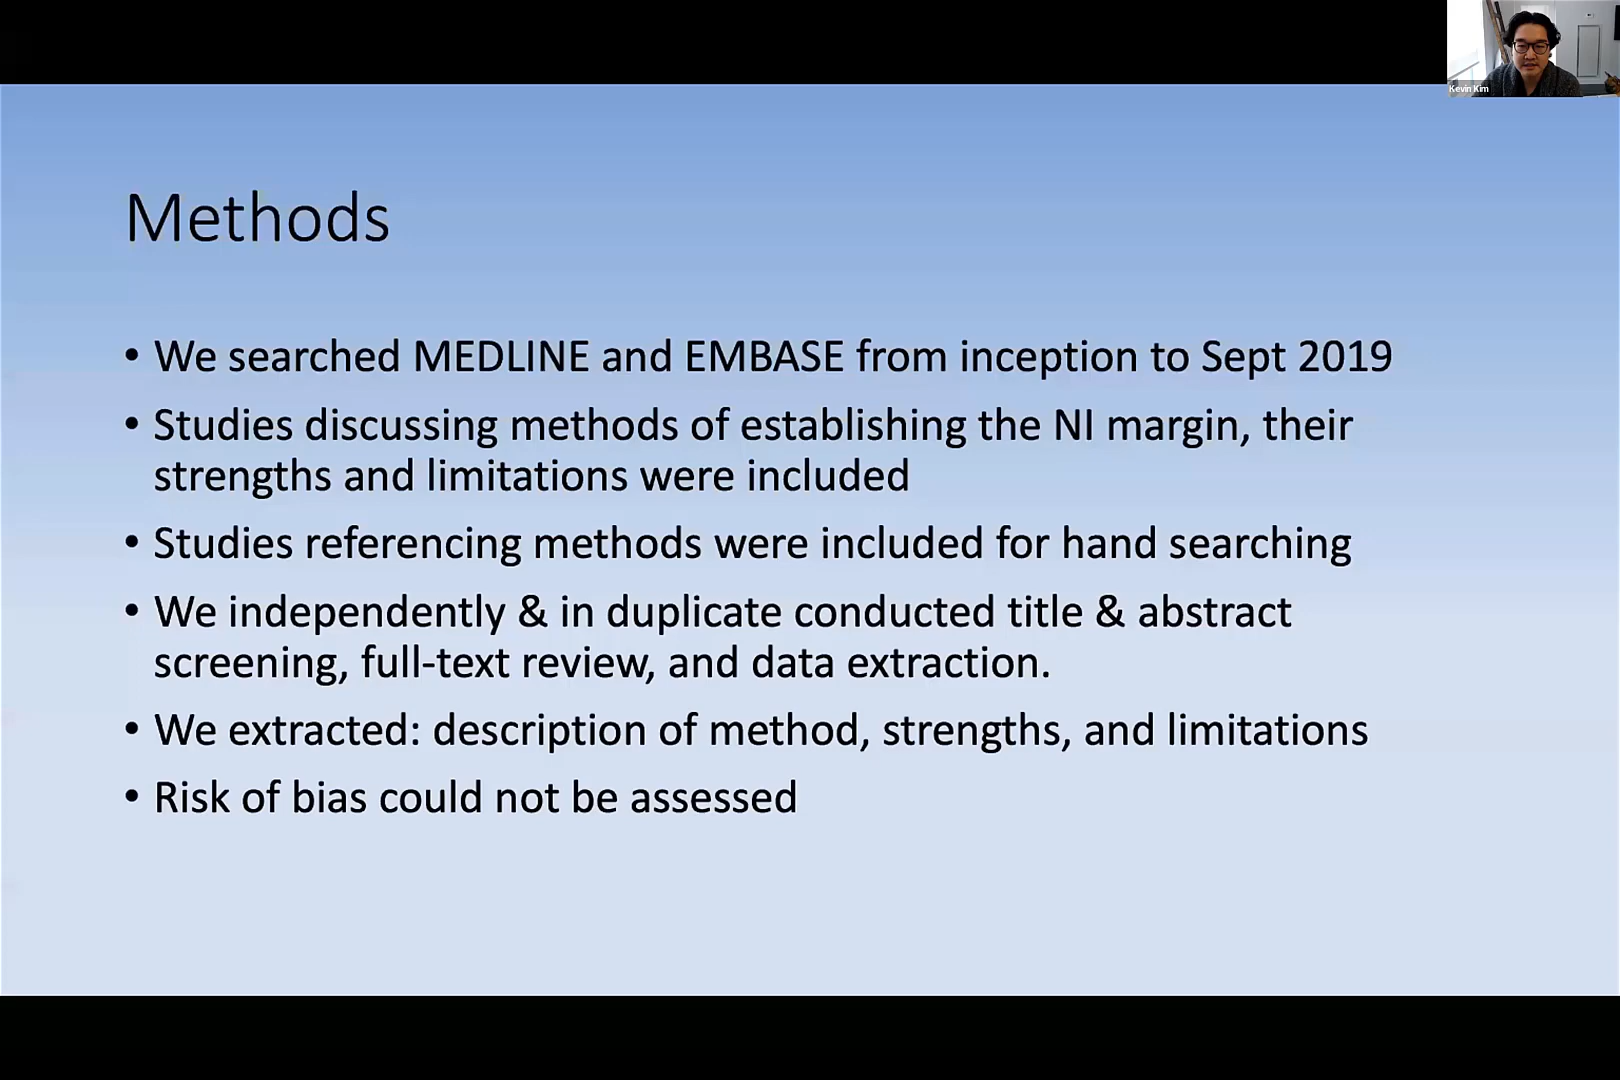 Kevin Kim
Methods
• We searched MEDLINE and EMBASE from inception to Sept 2019
• Studies discussing methods of establishing the NI margin, their
strengths and limitations were included
• Studies referencing methods were included for hand searching
• We independently & in duplicate conducted title & abstract
screening, full-text review, and data extraction.
• We extracted: description of method, strengths, and limitations
• Risk of bias could not be assessed